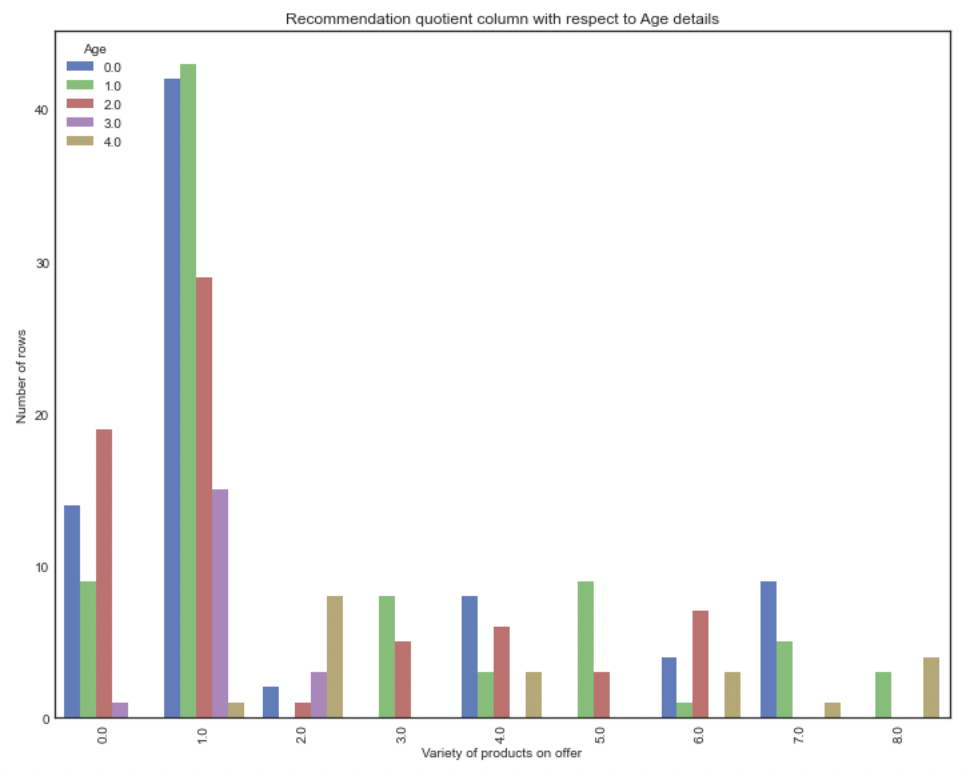 Recommendation quotient column with respect to Age details
Age
0.0
1.0
2.0
3.0
4.0
40
30
20
10
0
Number of rows
0.0 1.0 2.0 3.0 4.0 5.0 6.0 7.0 8.0
Variety of products on offer